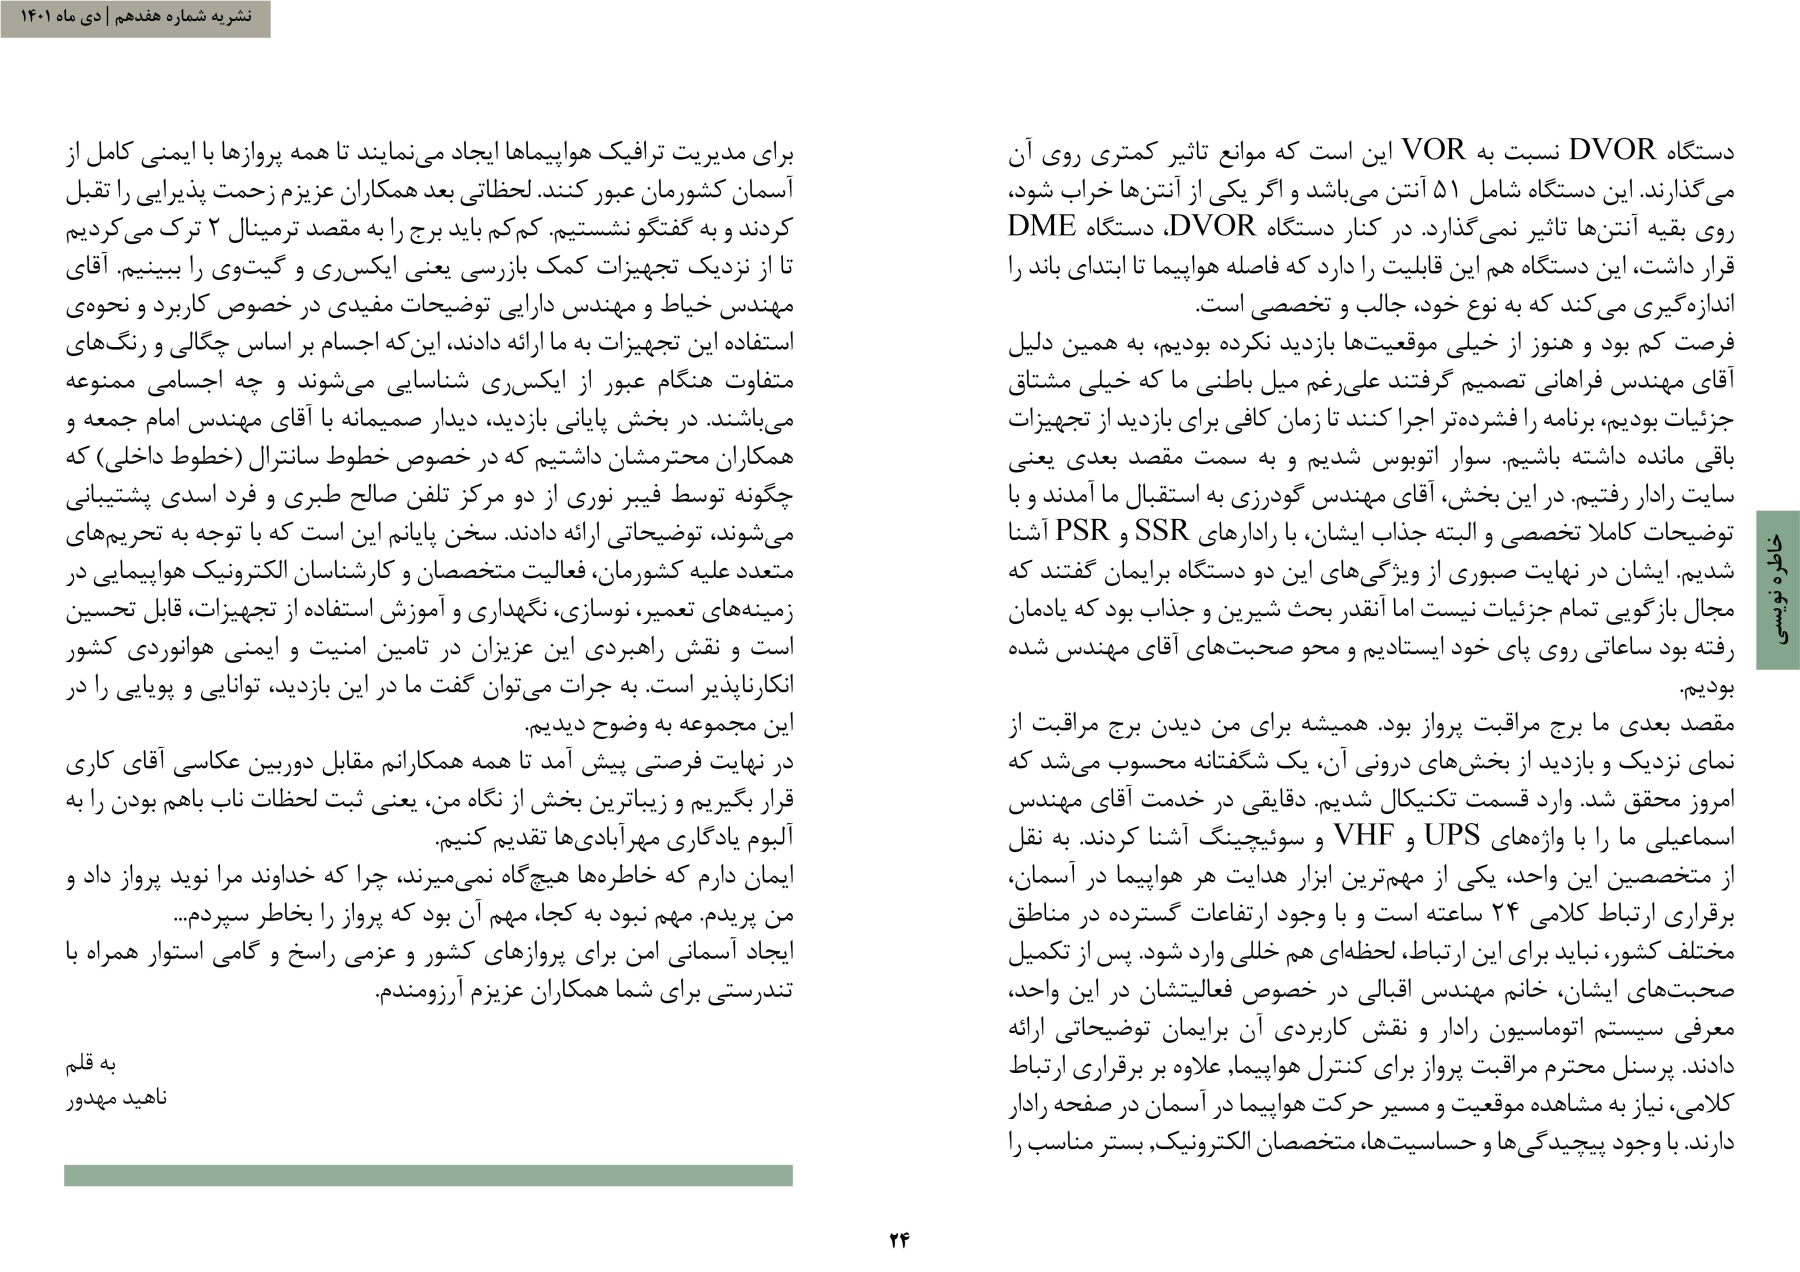 نشریه شماره هفدهم | دی ماه ۱۴۰۱
دستگاه DVOR نسبت به VOR این است که موانع تاثیر کمتری روی آن
می‌گذارند. این دستگاه شامل ۵۱ آنتن می‌باشد و اگر یکی از آنتن‌ها خراب شود،
روی بقیه آنتن‌ها تاثیر نمی‌گذارد. در کنار دستگاه DVOR، دستگاه DME
قرار داشت، این دستگاه هم این قابلیت را دارد که فاصله هواپیما تا ابتدای باند را
اندازه‌گیری می‌کند که به نوع خود، جالب و تخصصی است.
فرصت کم بود و هنوز از خیلی موقعیت‌ها بازدید نکرده بودیم، به همین دلیل
آقای مهندس فراهانی تصمیم گرفتند علی‌رغم میل باطنی ما که خیلی مشتاق
جزئیات بودیم، برنامه را فشرده‌تر اجرا کنند تا زمان کافی برای بازدید از تجهیزات
باقی مانده داشته باشیم. سوار اتوبوس شدیم و به سمت مقصد بعدی یعنی
سایت رادار رفتیم. در این بخش، آقای مهندس گودرزی به استقبال ما آمدند و با
توضیحات کاملا تخصصی و البته جذاب ایشان، با رادارهای SSR و PSR آشنا
شدیم. ایشان در نهایت صبوری از ویژگی‌های این دو دستگاه برایمان گفتند که
مجال بازگویی تمام جزئیات نیست اما آنقدر بحث شیرین و جذاب بود که یادمان
رفته بود ساعاتی روی پای خود ایستادیم و محو صحبت‌های آقای مهندس شده
بودیم.
مقصد بعدی ما برج مراقبت پرواز بود. همیشه برای من دیدن برج مراقبت از
نمای نزدیک و بازدید از بخش‌های درونی آن، یک شگفتانه محسوب می‌شد که
امروز محقق شد. وارد قسمت تکنیکال شدیم. دقایقی در خدمت آقای مهندس
اسماعیلی ما را با واژه‌های UPS و VHF و سوئیچینگ آشنا کردند. به نقل
از متخصصین این واحد، یکی از مهم‌ترین ابزار هدایت هر هواپیما در آسمان،
برقراری ارتباط کلامی ۲۴ ساعته است و با وجود ارتفاعات گسترده در مناطق
مختلف کشور، نباید برای این ارتباط، لحظه‌ای هم خللی وارد شود. پس از تکمیل
صحبت‌های ایشان، خانم مهندس اقبالی در خصوص فعالیتشان در این واحد،
معرفی سیستم اتوماسیون رادار و نقش کاربردی آن برایمان توضیحاتی ارائه
دادند. پرسنل محترم مراقبت پرواز برای کنترل هواپیما, علاوه بر برقراری ارتباط
کلامی، نیاز به مشاهده موقعیت و مسیر حرکت هواپیما در آسمان در صفحه رادار
دارند. با وجود پیچیدگی‌ها و حساسیت‌ها، متخصصان الکترونیک, بستر مناسب را
برای مدیریت ترافیک هواپیماها ایجاد می‌نمایند تا همه پروازها با ایمنی کامل از
آسمان کشورمان عبور کنند. لحظاتی بعد همکاران عزیزم زحمت پذیرایی را تقبل
کردند و به گفتگو نشستیم. کم‌کم باید برج را به مقصد ترمینال ۲ ترک می‌کردیم
تا از نزدیک تجهیزات کمک بازرسی یعنی ایکس‌ری و گیت‌وی را ببینیم. آقای
مهندس خیاط و مهندس دارایی توضیحات مفیدی در خصوص کاربرد و نحوه‌ی
استفاده این تجهیزات به ما ارائه دادند، این‌که اجسام بر اساس چگالی و رنگ‌های
متفاوت هنگام عبور از ایکس‌ری شناسایی می‌شوند و چه اجسامی ممنوعه
می‌باشند. در بخش پایانی بازدید، دیدار صمیمانه با آقای مهندس امام جمعه و
همکاران محترمشان داشتیم که در خصوص خطوط سانترال (خطوط داخلی) که
چگونه توسط فیبر نوری از دو مرکز تلفن صالح طبری و فرد اسدی پشتیبانی
می‌شوند، توضیحاتی ارائه دادند. سخن پایانم این است که با توجه به تحریم‌های
متعدد علیه کشورمان، فعالیت متخصصان و کارشناسان الکترونیک هواپیمایی در
زمینه‌های تعمیر، نوسازی، نگهداری و آموزش استفاده از تجهیزات، قابل تحسین
است و نقش راهبردی این عزیزان در تامین امنیت و ایمنی هوانوردی کشور
انکارناپذیر است. به جرات می‌توان گفت ما در این بازدید، توانایی و پویایی را در
این مجموعه به وضوح دیدیم.
در نهایت فرصتی پیش آمد تا همه همکارانم مقابل دوربین عکاسی آقای کاری
قرار بگیریم و زیباترین بخش از نگاه من، یعنی ثبت لحظات ناب باهم بودن را به
آلبوم یادگاری مهرآبادی‌ها تقدیم کنیم.
ایمان دارم که خاطره‌ها هیچ‌گاه نمی‌میرند، چرا که خداوند مرا نوید پرواز داد و
من پریدم. مهم نبود به کجا، مهم آن بود که پرواز را بخاطر سپردم...
ایجاد آسمانی امن برای پروازهای کشور و عزمی راسخ و گامی استوار همراه با
تندرستی برای شما همکاران عزیزم آرزومندم.
به قلم
ناهید مهدور
خاطره نویسی
۲۴